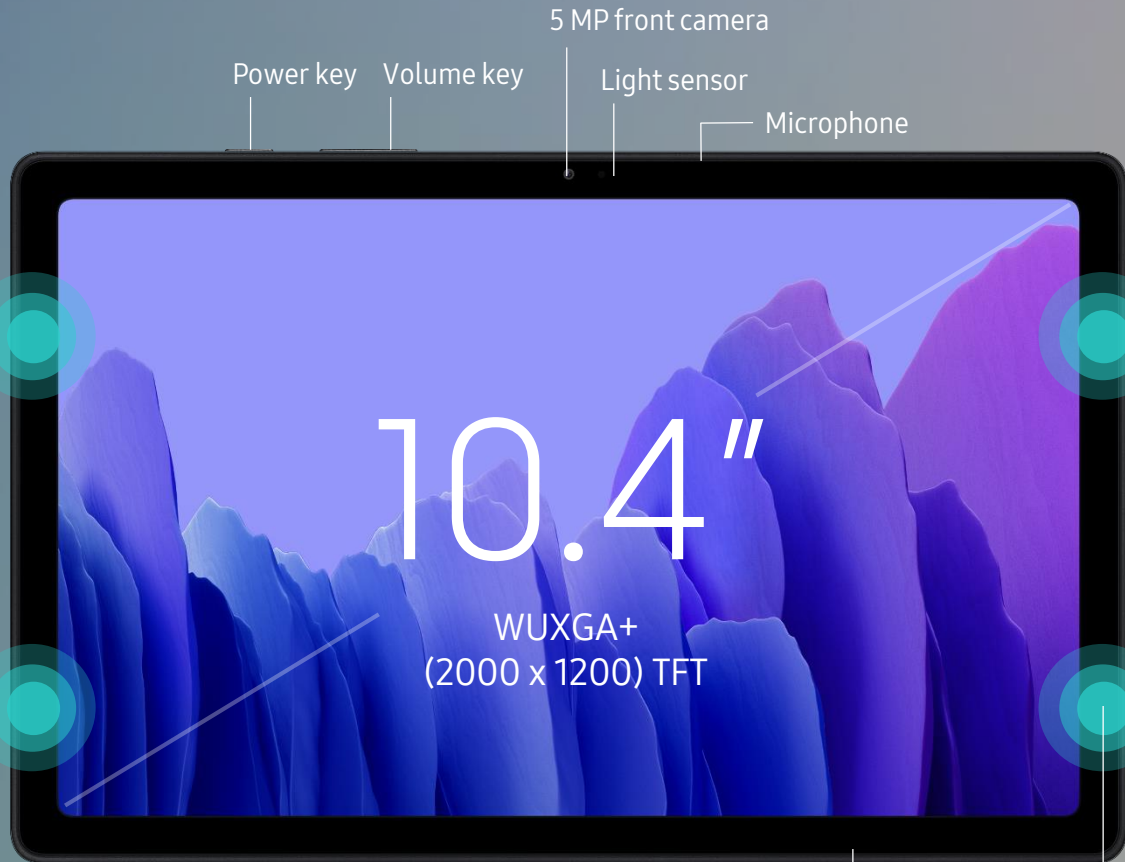 5 MP front camera
Power key
Volume key
Light sensor
Microphone
10.4"
WUXGA+
(2000 x 1200) TFT